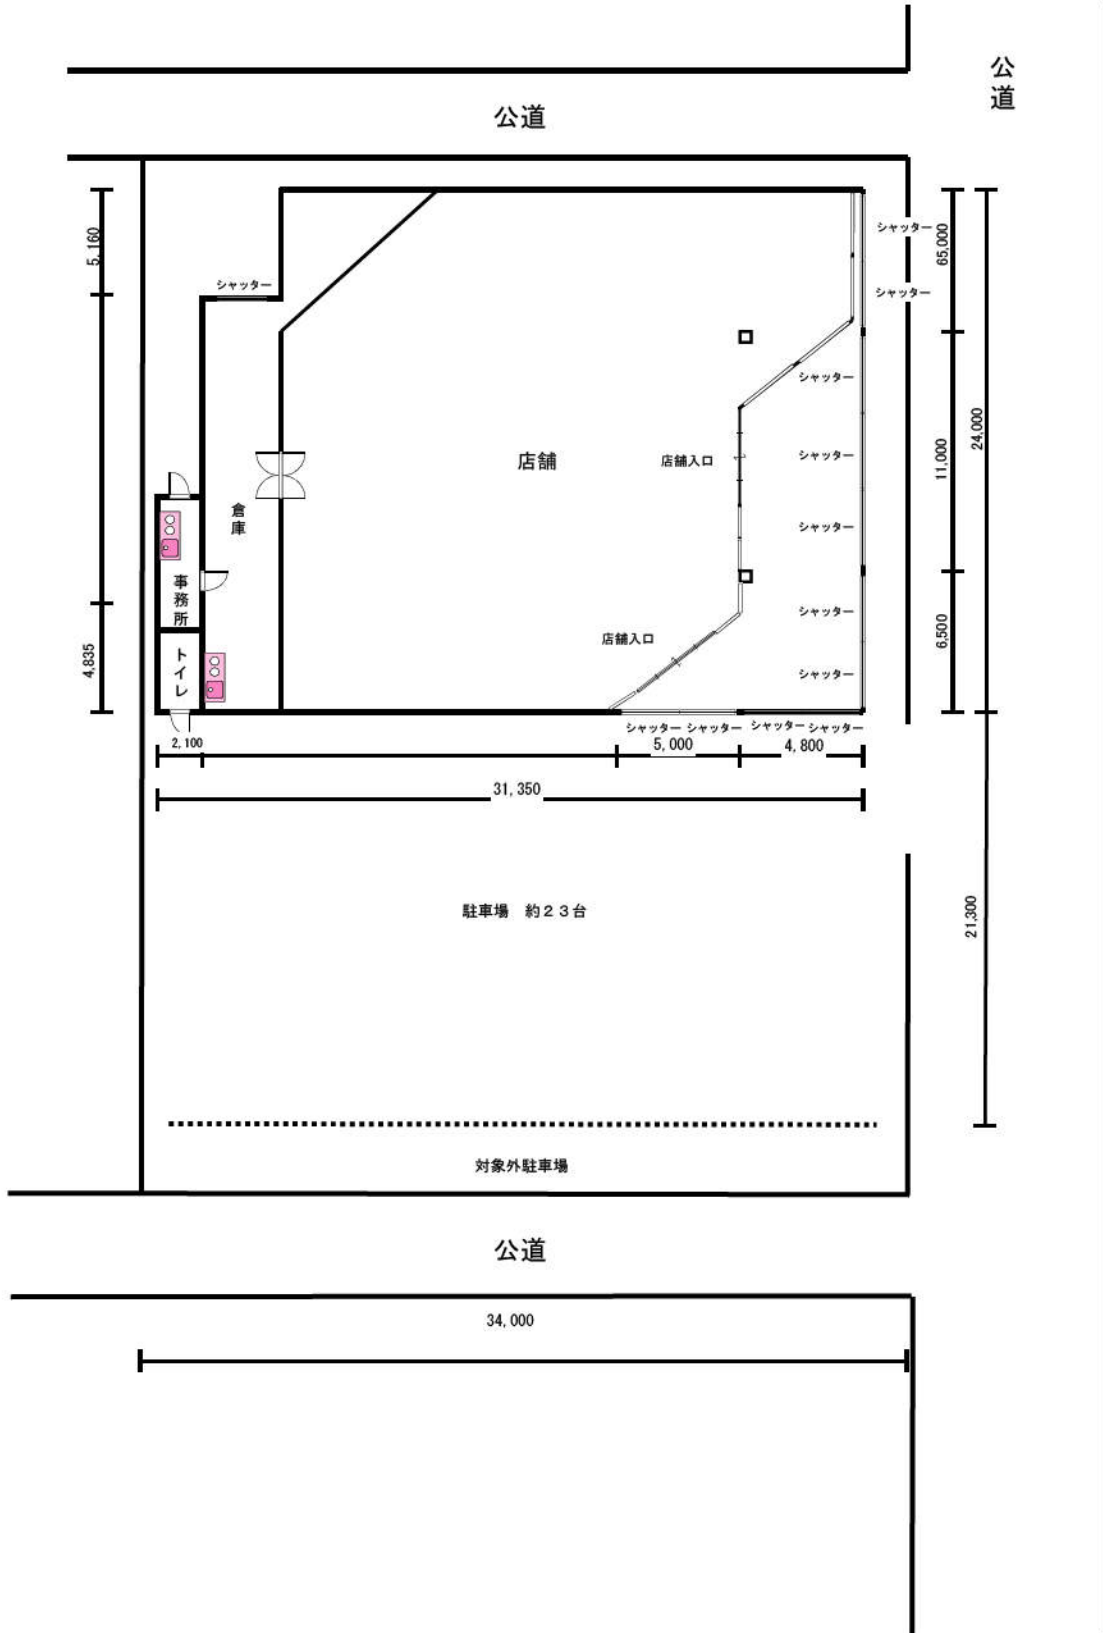 公道
公道
シャッター
65,000
5,160
シャッター
シャッター
シャッター
24,000
店舗
店舗入口
シャッター
11,000
倉庫
シャッター
事務所
シャッター
6,500
店舗入口
トイレ
4,835
シャッター
シャッター シャッター シャッター シャッター
2,100
5,000
4,800
31,350
駐車場 約２３台
21,300
対象外駐車場
公道
34,000